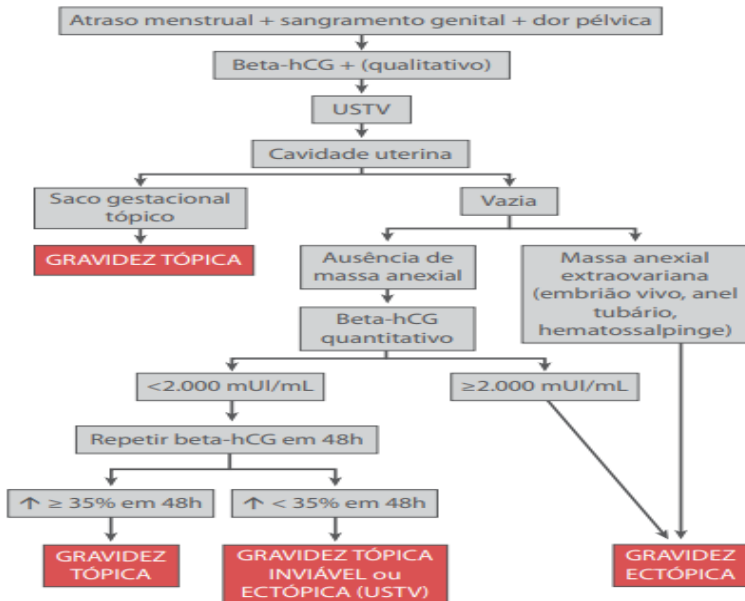 Atraso menstrual + sangramento genital + dor pélvica
Beta-hCG + (qualitativo)
USTV
Cavidade uterina
Saco gestacional
tópico
Vazia
GRAVIDEZ TÓPICA
Ausência de
massa anexial
Massa anexial
extraovariana
(embrião vivo, anel
tubário,
hematossalpinge)
Beta-hCG
quantitativo
<2.000 mUI/mL
≥2.000 mUI/mL
Repetir beta-hCG em 48h
↑ ≥ 35% em 48h
↑ < 35% em 48h
GRAVIDEZ
TÓPICA
GRAVIDEZ TÓPICA
INVIÁVEL ou
ECTÓPICA (USTV)
GRAVIDEZ
ECTÓPICA